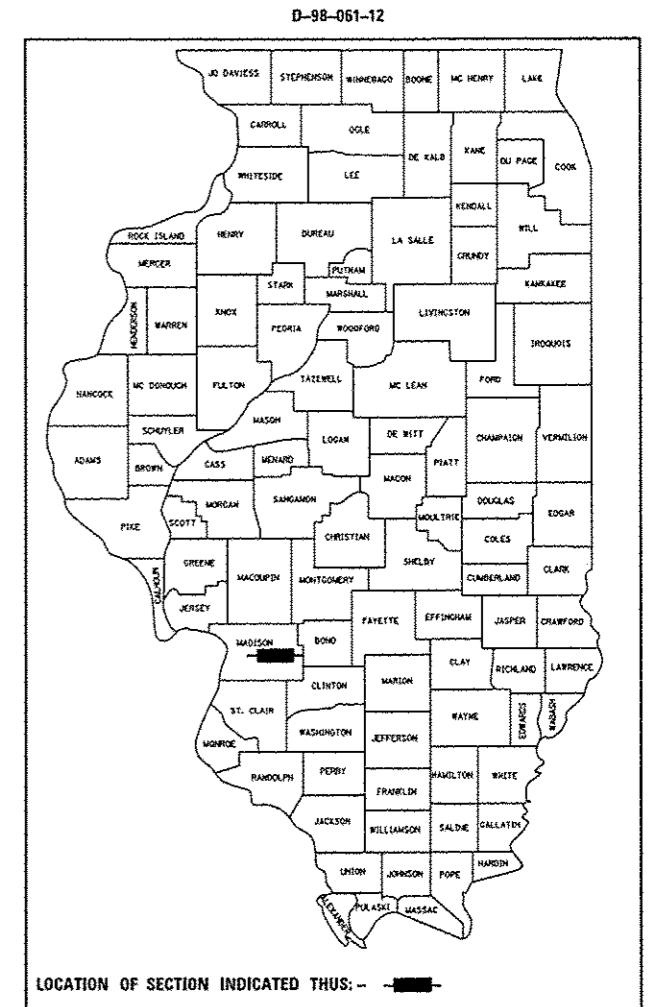 D-98-061-12
JO DAVIESS STEPHENSON WINNEBAGO BOONE MC HENRY LAKE
CARROLL OGLE KANE
DE KALB DU PAGE COOK
WHITESIDE LEE
KENDALL
ROCK ISLAND HENRY BUREAU LA SALLE WILL
MERCER PUTNAM GRUNDY
STARK MARSHALL KANKAKEE
HENDERSON WARREN KNOX PEORIA WOODFORD LIVINGSTON
IROQUOIS
HANCOCK MC DONOUGH FULTON TAZEWELL MC LEAN FORD
MASON
SCHUYLER LOGAN DE WITT CHAMPAIGN VERMILION
ADAMS BROWN CASS MENARD PIATT
MACON
PIKE SCOTT MORGAN SANGAMON MOULTRIE DOUGLAS EDGAR
CHRISTIAN COLES
CALHOUN GREENE MACOUPIN MONTGOMERY SHELBY CUMBERLAND CLARK
JERSEY
MADISON BOND FAYETTE EFFINGHAM JASPER CRAWFORD
CLAY RICHLAND LAWRENCE
CLINTON MARION
ST. CLAIR WAYNE EDWARDS WABASH
MONROE WASHINGTON JEFFERSON
RANDOLPH PERRY HAMILTON WHITE
FRANKLIN
JACKSON WILLIAMSON SALINE GALLATIN
UNION JOHNSON POPE HARDIN
ALEXANDER PULASKI MASSAC
LOCATION OF SECTION INDICATED THUS: -